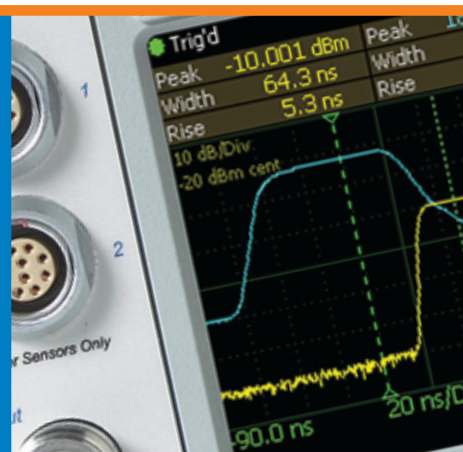 1
2
r Sensors Only
ut
Trig'd
Peak -10.001 dBm Peak
Width 64.3 ns Width
Rise 5.3 ns Rise
10 dB/Div
-20 dBm cent
-90.0 ns
20 ns/D